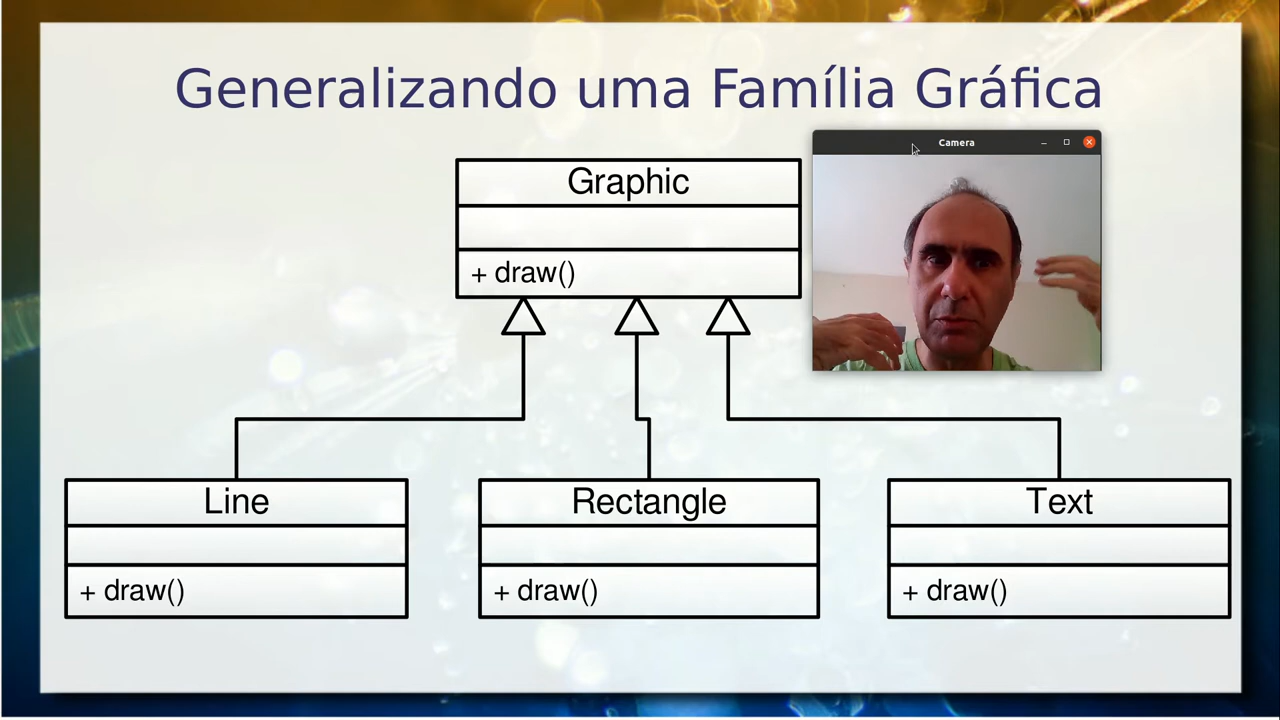 Generalizando uma Família Gráfica
Camera
Graphic
+ draw()
Line
+ draw()
Rectangle
+ draw()
Text
+ draw()